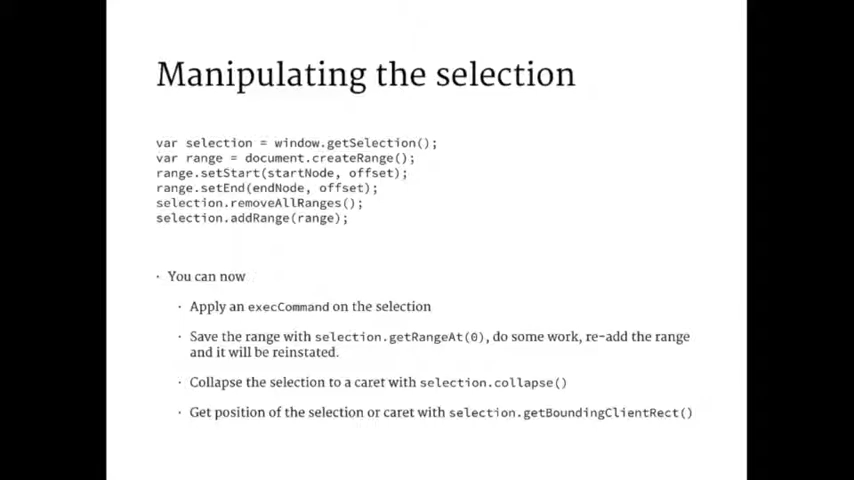 Manipulating the selection
var selection = window.getSelection();
var range = document.createRange();
range.setStart(startNode, offset);
range.setEnd(endNode, offset);
selection.removeAllRanges();
selection.addRange(range);
· You can now
· Apply an execCommand on the selection
· Save the range with selection.getRangeAt(0), do some work, re-add the range
and it will be reinstated.
· Collapse the selection to a caret with selection.collapse()
· Get position of the selection or caret with selection.getBoundingClientRect()